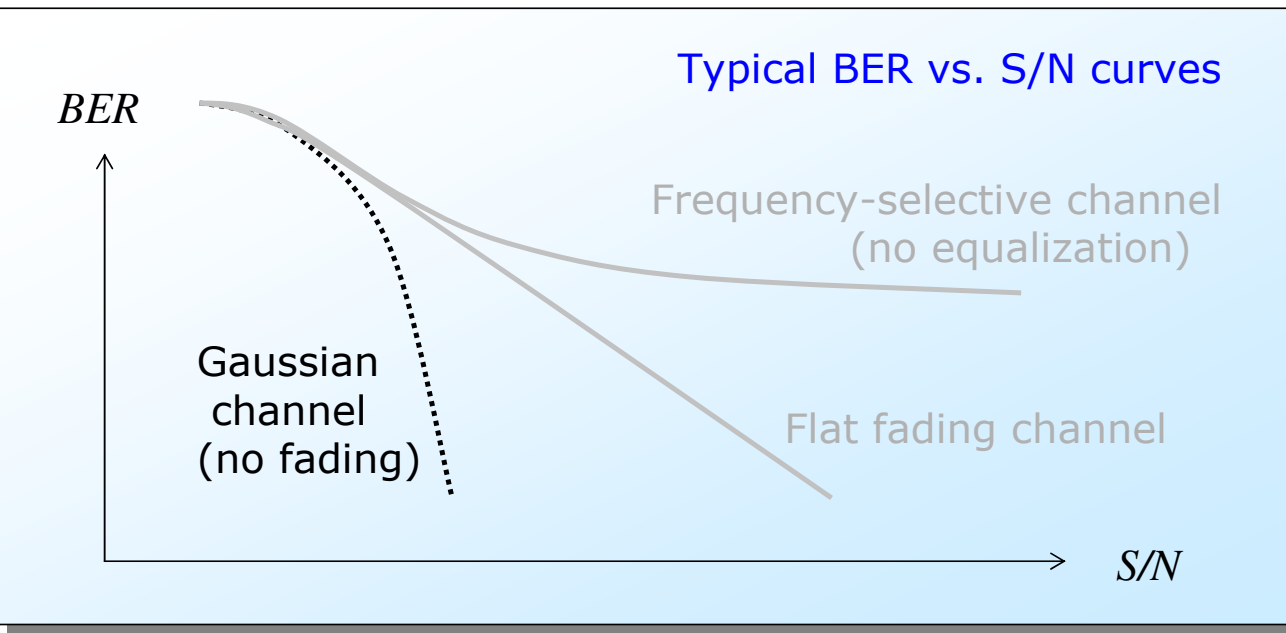 Typical BER vs. S/N curves
BER
Frequency-selective channel
(no equalization)
Gaussian
channel
(no fading)
Flat fading channel
S/N